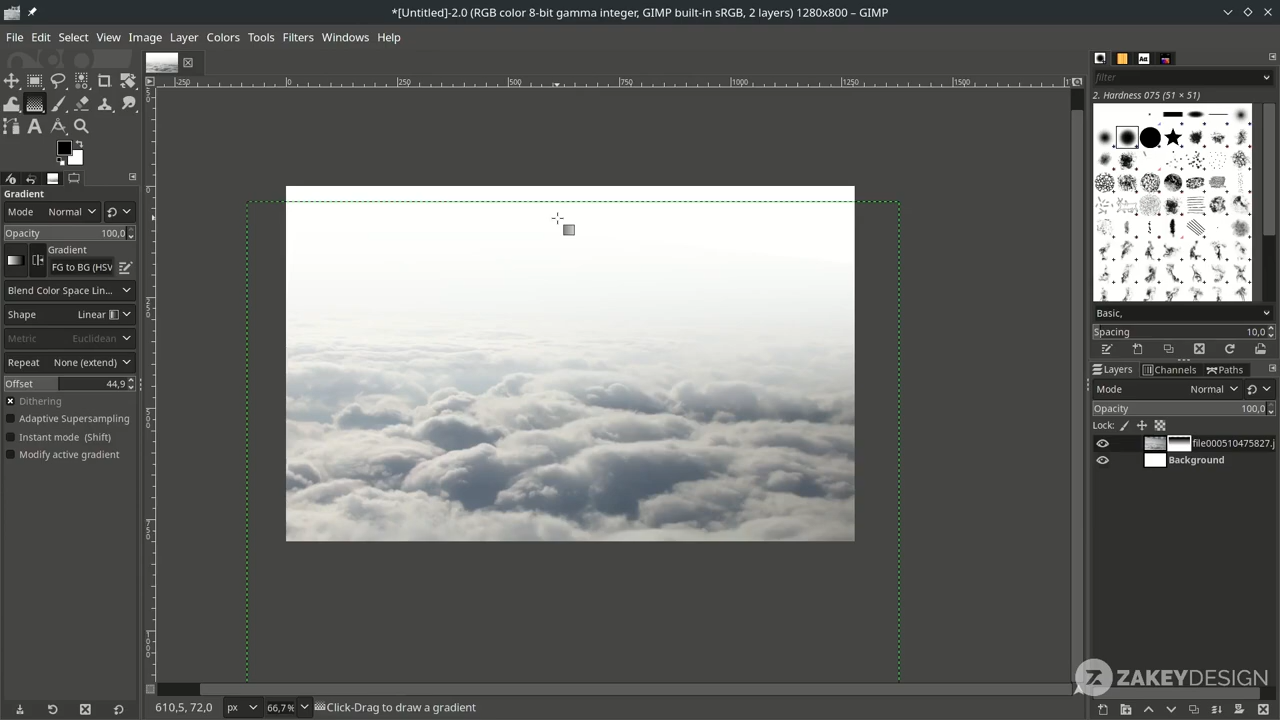 *[Untitled]-2.0 (RGB color 8-bit gamma integer, GIMP built-in sRGB, 2 layers) 1280x800 – GIMP
File Edit Select View Image Layer Colors Tools Filters Windows Help
-250 0 250 500 750 1000 1250 1500
filter
2. Hardness 075 (51 × 51)
Gradient
Mode Normal
Opacity 100,0
Gradient
FG to BG (HSV
Blend Color Space Lin...
Shape Linear
Metric Euclidean
Repeat None (extend)
Offset 44,9
Dithering
Adaptive Supersampling
Instant mode (Shift)
Modify active gradient
0
250
500
750
1000
Basic,
Spacing 10,0
Layers Channels Paths
Mode Normal
Opacity 100,0
Lock:
file000510475827.j
Background
ZAKEYDESIGN
610,5, 72,0 px 66,7% Click-Drag to draw a gradient